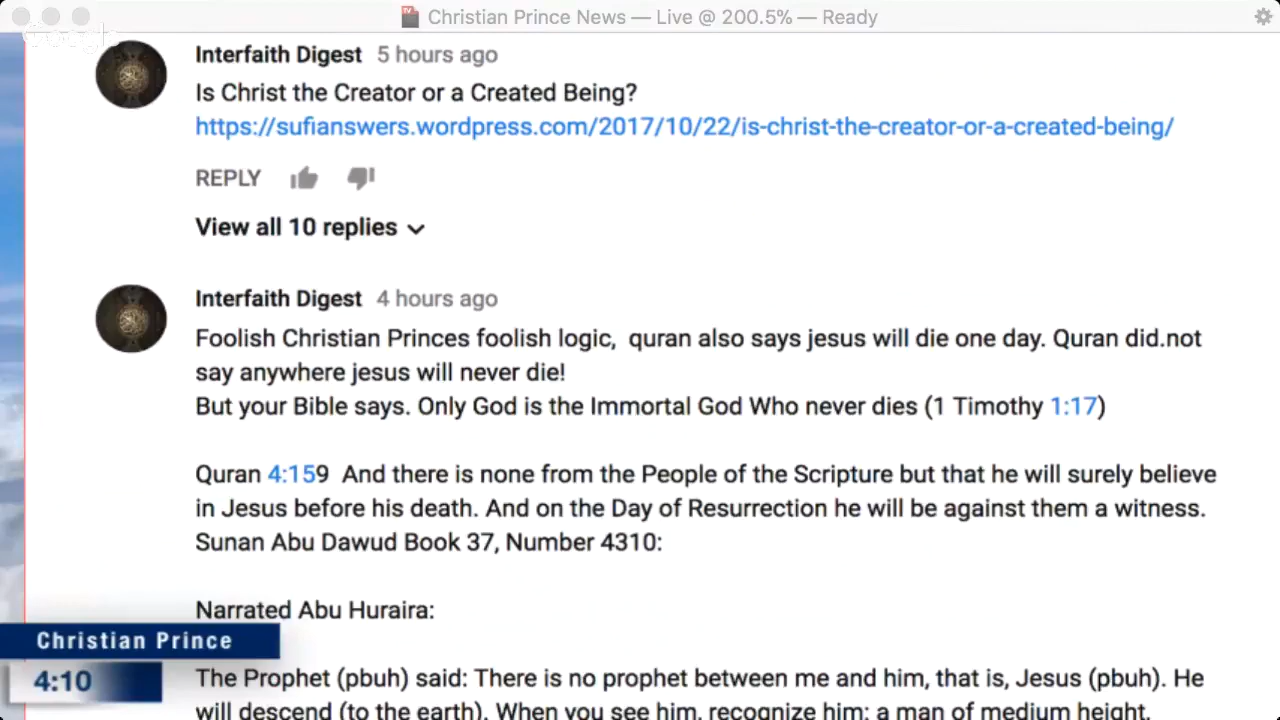 Christian Prince News — Live @ 200.5% — Ready
Google
Interfaith Digest 5 hours ago
Is Christ the Creator or a Created Being?
https://sufianswers.wordpress.com/2017/10/22/is-christ-the-creator-or-a-created-being/
REPLY
View all 10 replies
Interfaith Digest 4 hours ago
Foolish Christian Princes foolish logic, quran also says jesus will die one day. Quran did.not
say anywhere jesus will never die!
But your Bible says. Only God is the Immortal God Who never dies (1 Timothy 1:17)
Quran 4:159 And there is none from the People of the Scripture but that he will surely believe
in Jesus before his death. And on the Day of Resurrection he will be against them a witness.
Sunan Abu Dawud Book 37, Number 4310:
Narrated Abu Huraira:
Christian Prince
4:10
The Prophet (pbuh) said: There is no prophet between me and him, that is, Jesus (pbuh). He
will descend (to the earth). When you see him, recognize him: a man of medium height,